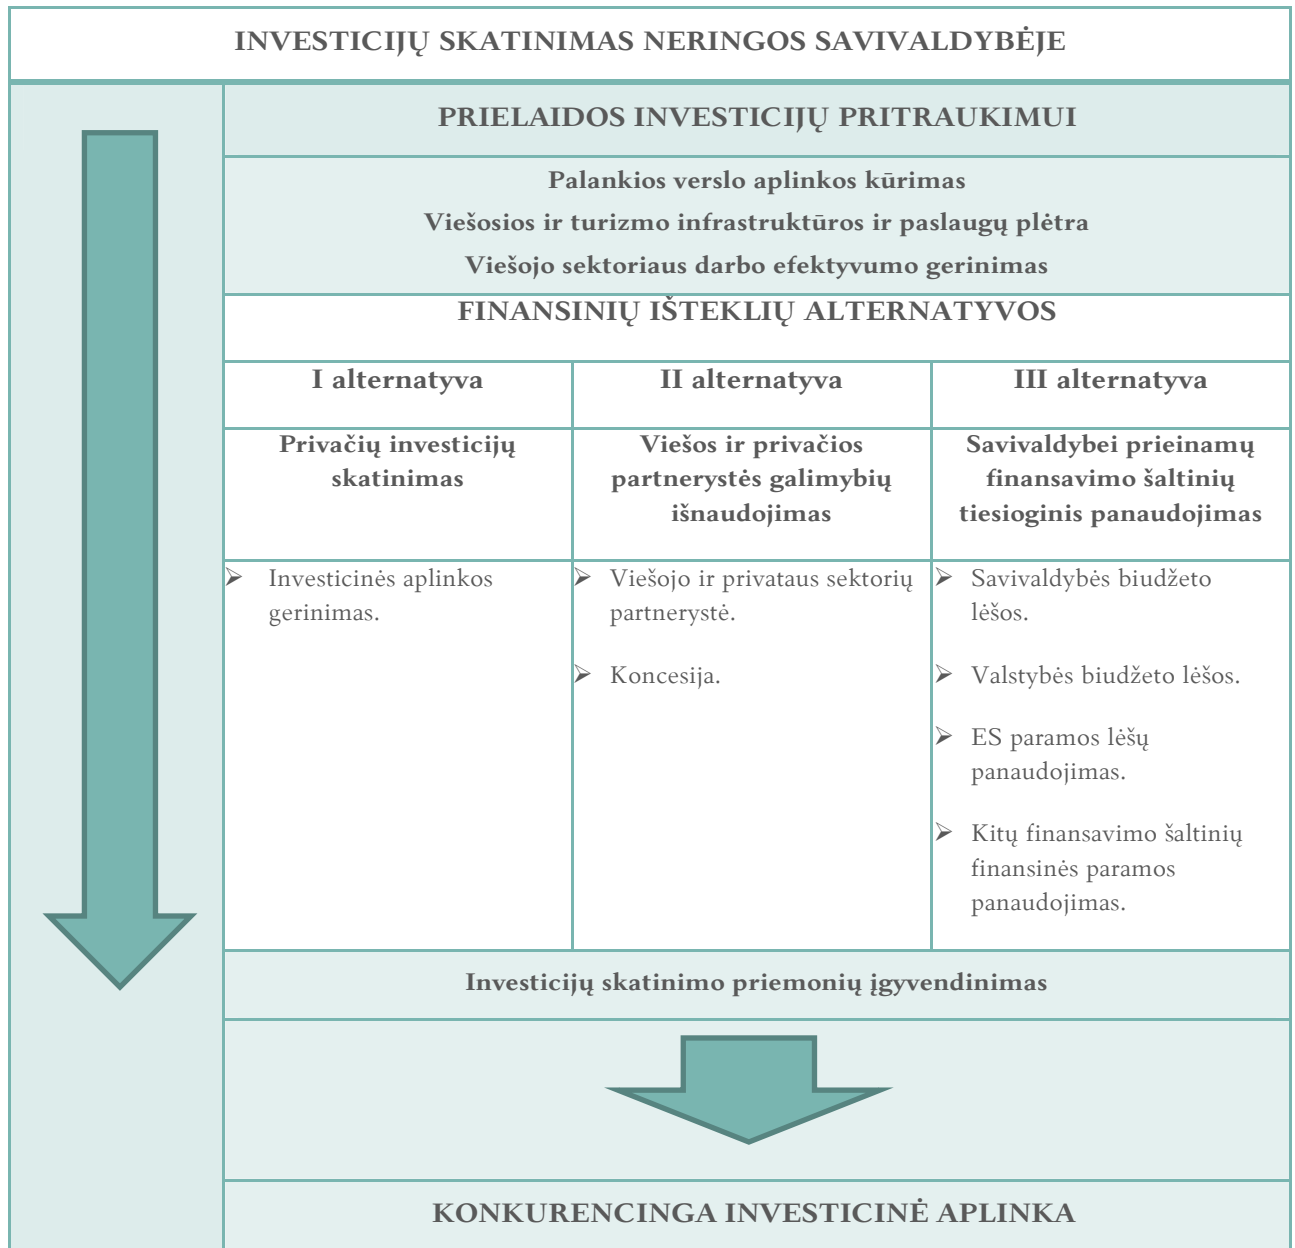 INVESTICIJŲ SKATINIMAS NERINGOS SAVIVALDYBĖJE
PRIELAIDOS INVESTICIJŲ PRITRAUKIMUI
Palankios verslo aplinkos kūrimas
Viešosios ir turizmo infrastruktūros ir paslaugų plėtra
Viešojo sektoriaus darbo efektyvumo gerinimas
FINANSINIŲ IŠTEKLIŲ ALTERNATYVOS
I alternatyva
II alternatyva
III alternatyva
Privačių investicijų
skatinimas
Viešos ir privačios
partnerystės galimybių
išnaudojimas
Savivaldybei prieinamų
finansavimo šaltinių
tiesioginis panaudojimas
➢ Investicinės aplinkos
gerinimas.
➢ Viešojo ir privataus sektorių
partnerystė.
➢ Koncesija.
➢ Savivaldybės biudžeto
lėšos.
➢ Valstybės biudžeto lėšos.
➢ ES paramos lėšų
panaudojimas.
➢ Kitų finansavimo šaltinių
finansinės paramos
panaudojimas.
Investicijų skatinimo priemonių įgyvendinimas
KONKURENCINGA INVESTICINĖ APLINKA